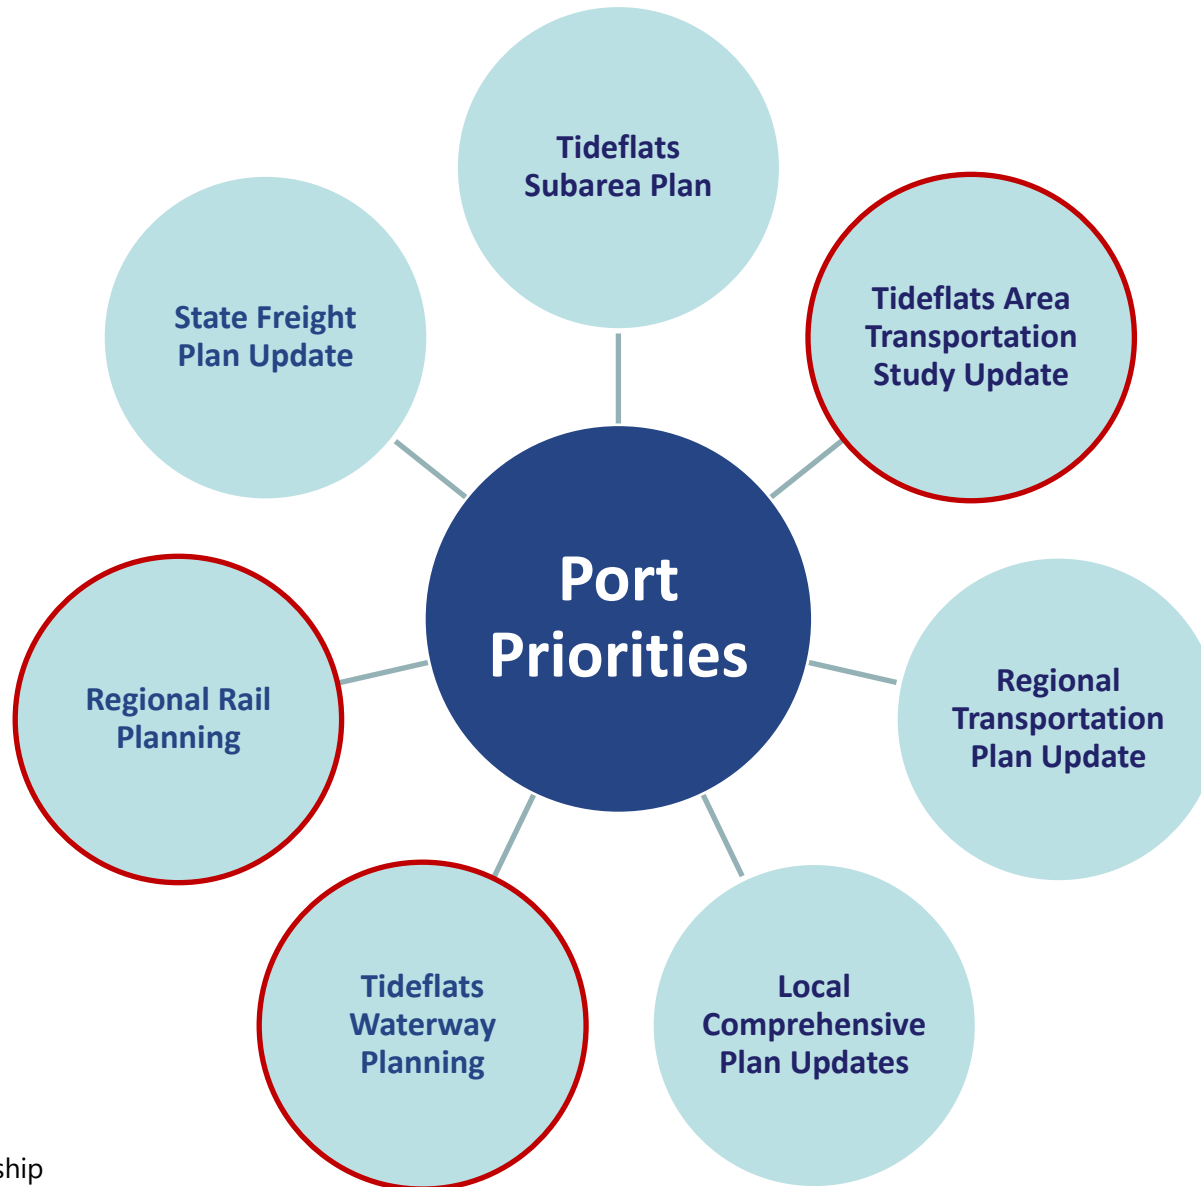 Tideflats
Subarea Plan
State Freight
Plan Update
Tideflats Area
Transportation
Study Update
Port
Priorities
Regional Rail
Planning
Regional
Transportation
Plan Update
Tideflats
Waterway
Planning
Local
Comprehensive
Plan Updates